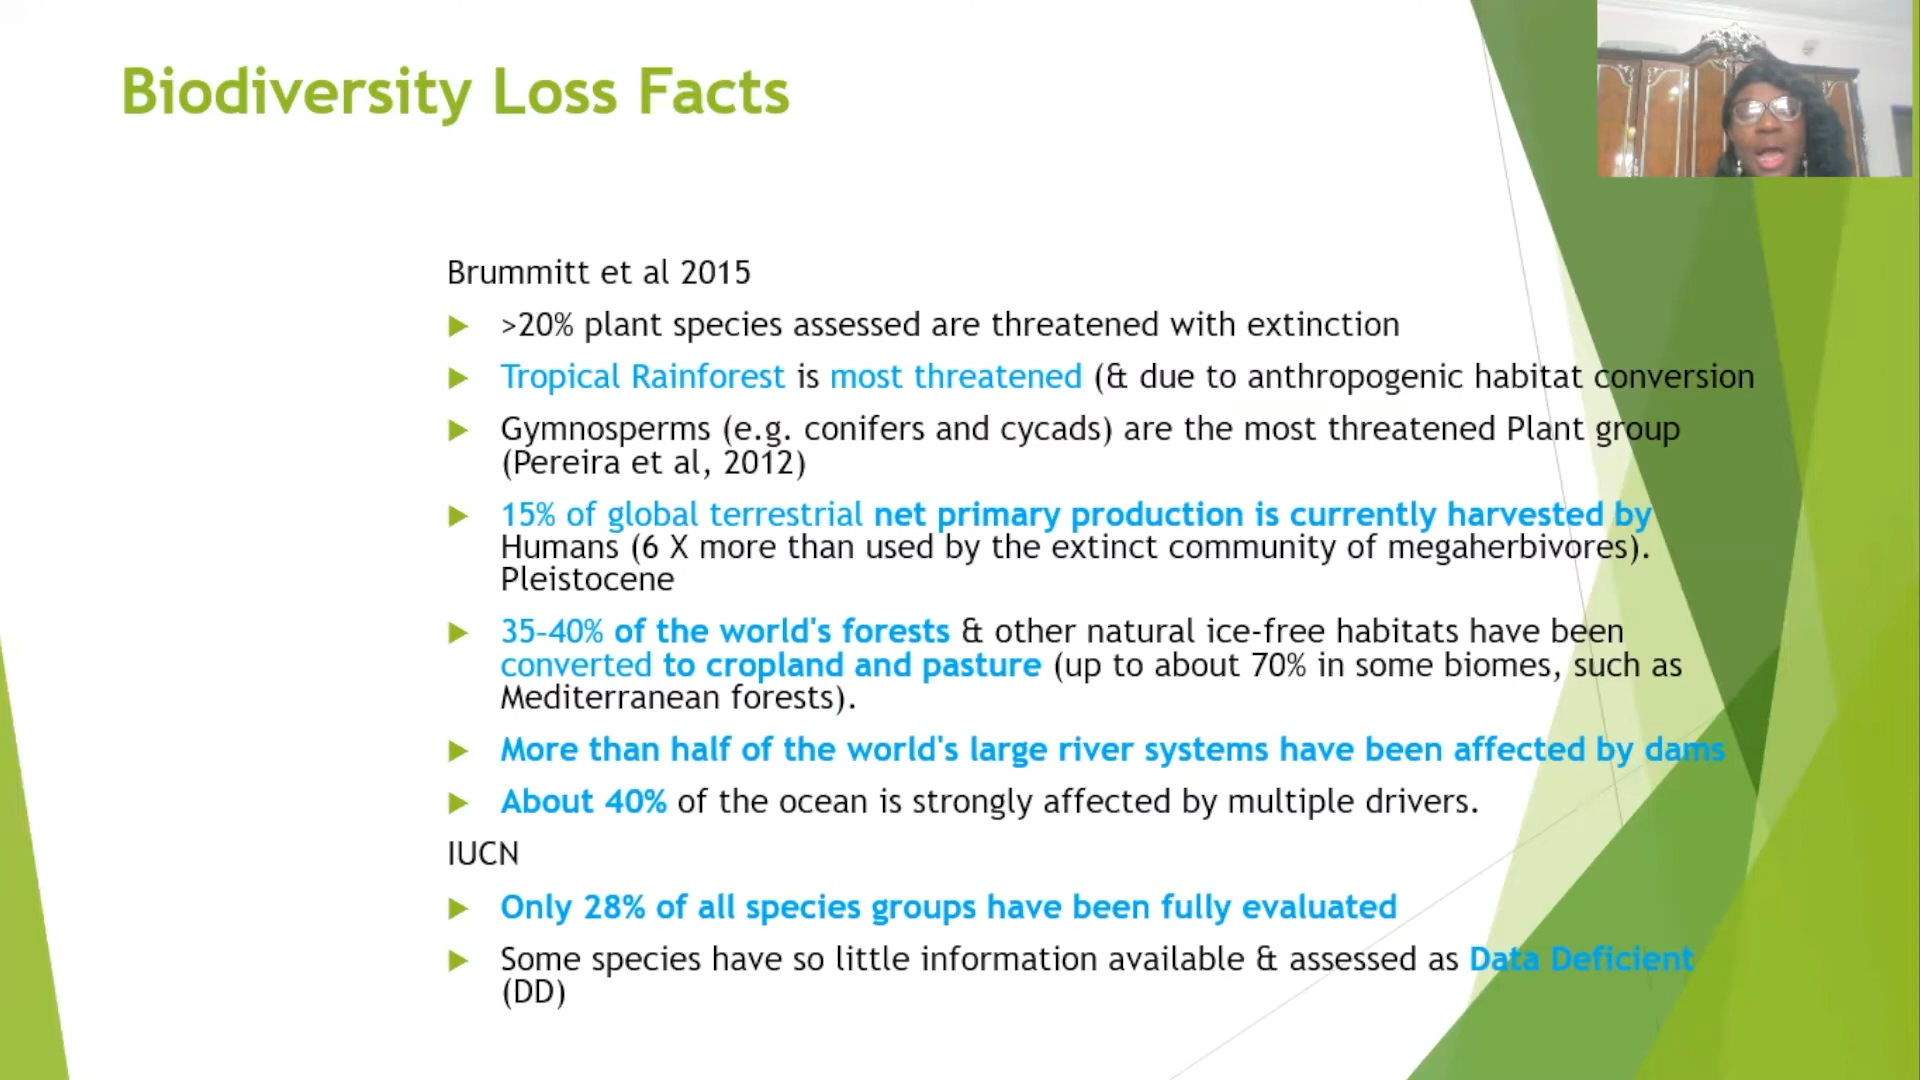 Biodiversity Loss Facts
Brummitt et al 2015
>20% plant species assessed are threatened with extinction
Tropical Rainforest is most threatened (& due to anthropogenic habitat conversion
Gymnosperms (e.g. conifers and cycads) are the most threatened Plant group
(Pereira et al, 2012)
15% of global terrestrial net primary production is currently harvested by
Humans (6 X more than used by the extinct community of megaherbivores).
Pleistocene
35-40% of the world's forests & other natural ice-free habitats have been
converted to cropland and pasture (up to about 70% in some biomes, such as
Mediterranean forests).
More than half of the world's large river systems have been affected by dams
About 40% of the ocean is strongly affected by multiple drivers.
IUCN
Only 28% of all species groups have been fully evaluated
Some species have so little information available & assessed as Data Deficient
(DD)